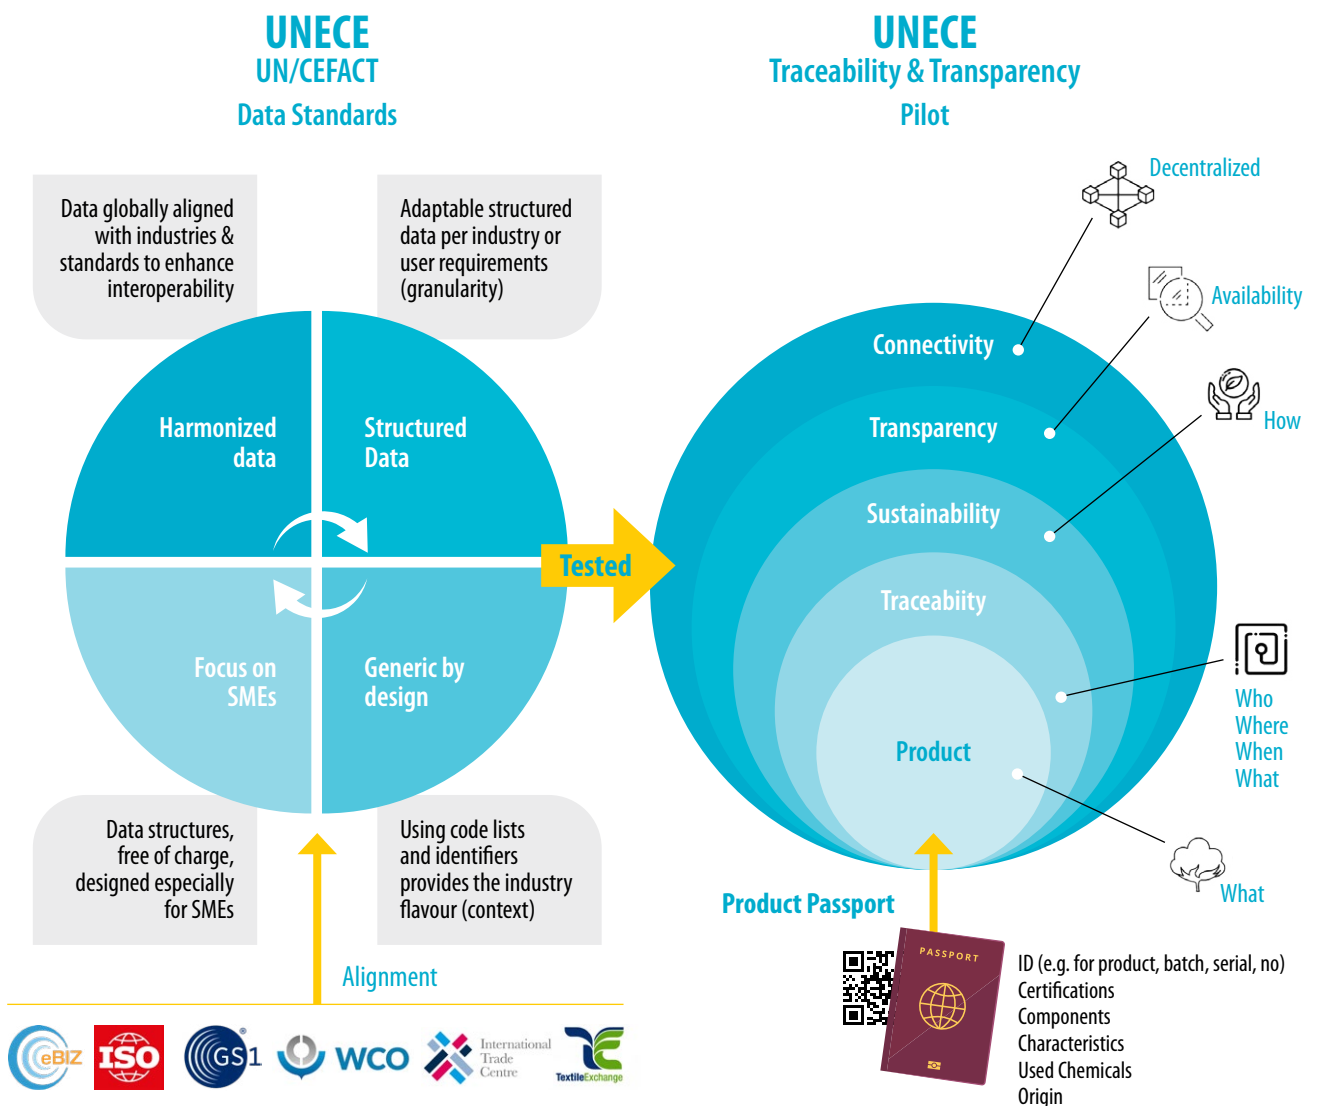 UNECE
UN/CEFACT
Data Standards
Data globally aligned
with industries &
standards to enhance
interoperability
Adaptable structured
data per industry or
user requirements
(granularity)
Harmonized
data
Structured
Data
Focus on
SMEs
Generic by
design
Data structures,
free of charge,
designed especially
for SMEs
Using code lists
and identifiers
provides the industry
flavour (context)
Alignment
eBIZ
ISO
GS1
®
WCO
International
Trade
Centre
TextileExchange
Tested
UNECE
Traceability & Transparency
Pilot
Decentralized
Availability
How
Who
Where
When
What
What
Connectivity
Transparency
Sustainability
Traceabiity
Product
Product Passport
PASSPORT
ID (e.g. for product, batch, serial, no)
Certifications
Components
Characteristics
Used Chemicals
Origin